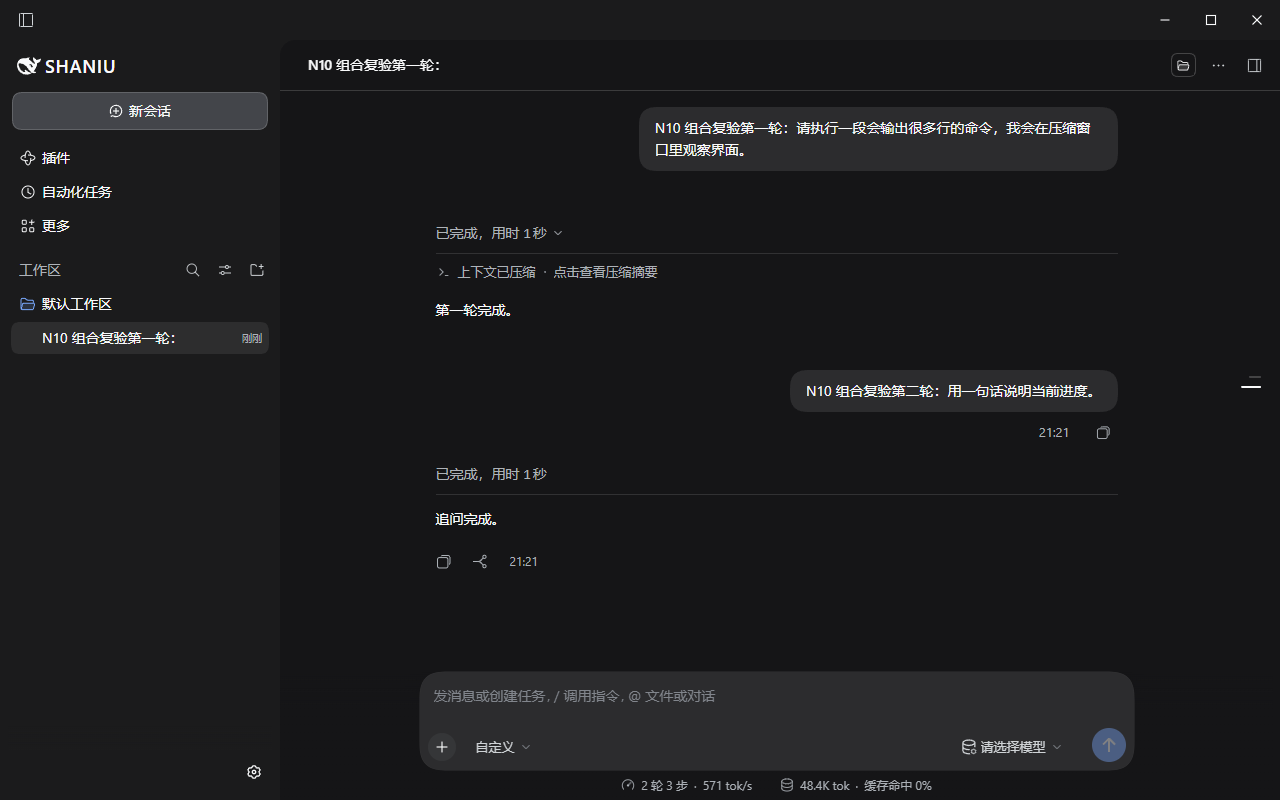 SHANIU
新会话
插件
自动化任务
更多
工作区
默认工作区
N10 组合复验第一轮：
刚刚
N10 组合复验第一轮：
N10 组合复验第一轮：请执行一段会输出很多行的命令，我会在压缩窗
口里观察界面。
已完成，用时 1 秒
上下文已压缩 · 点击查看压缩摘要
第一轮完成。
N10 组合复验第二轮：用一句话说明当前进度。
21:21
已完成，用时 1 秒
追问完成。
21:21
发消息或创建任务, / 调用指令, @ 文件或对话
自定义
请选择模型
2 轮 3 步 · 571 tok/s
48.4K tok · 缓存命中 0%